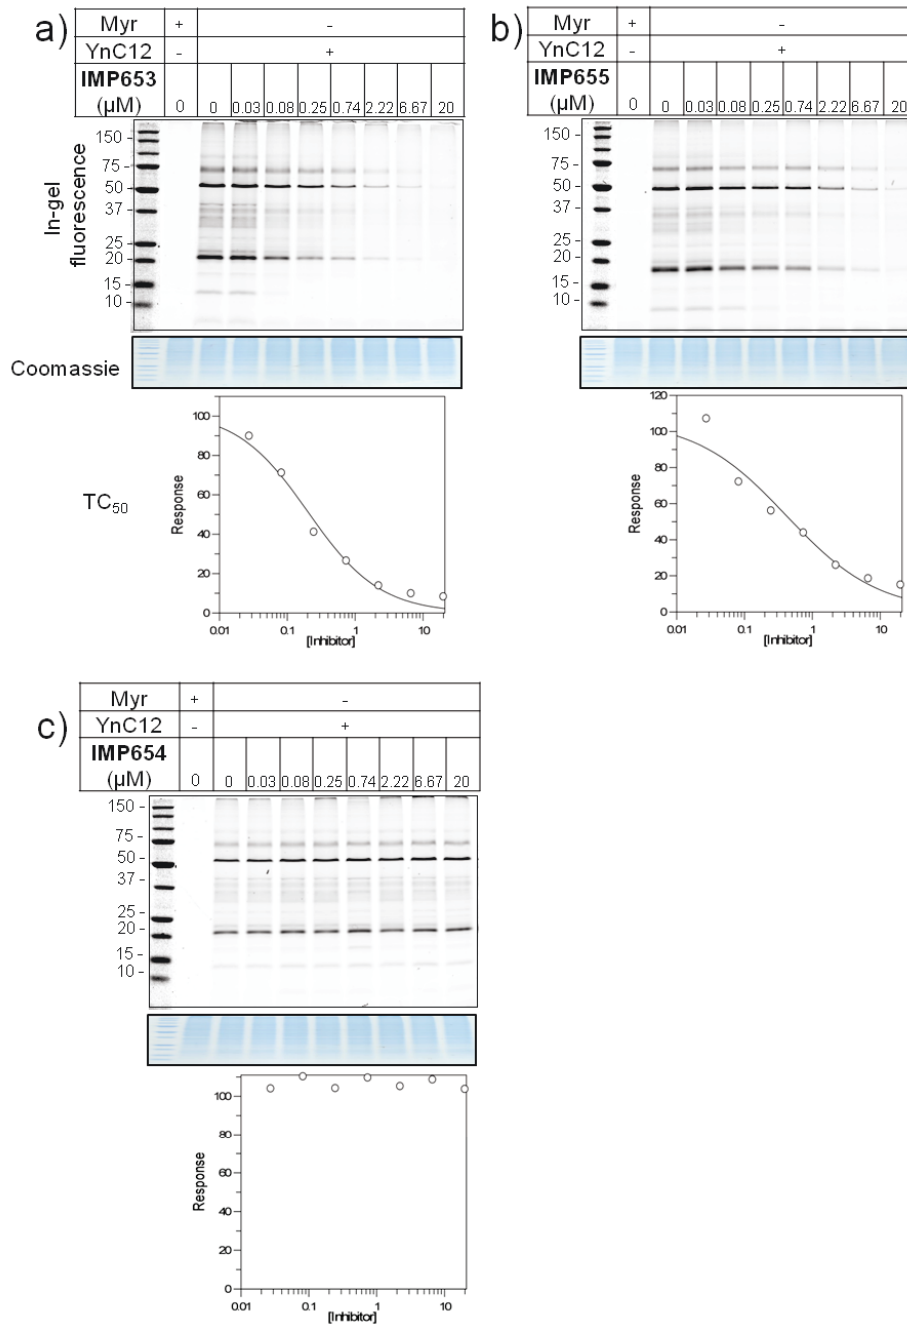 a)
Myr + -
YnC12 - +
IMP653
(µM) 0 0 0.03 0.08 0.25 0.74 2.22 6.67 20
In-gel
fluorescence
150
75
50
37
25
20
15
10
Coomassie
TC50
Response
100
80
60
40
20
0
0.01 0.1 1 10
[Inhibitor]
b)
Myr + -
YnC12 - +
IMP655
(µM) 0 0 0.03 0.08 0.25 0.74 2.22 6.67 20
150
75
50
37
25
20
15
10
Response
120
100
80
60
40
20
0
0.01 0.1 1 10
[Inhibitor]
c)
Myr + -
YnC12 - +
IMP654
(µM) 0 0 0.03 0.08 0.25 0.74 2.22 6.67 20
150
75
50
37
25
20
15
10
Response
100
80
60
40
20
0
0.01 0.1 1 10
[Inhibitor]